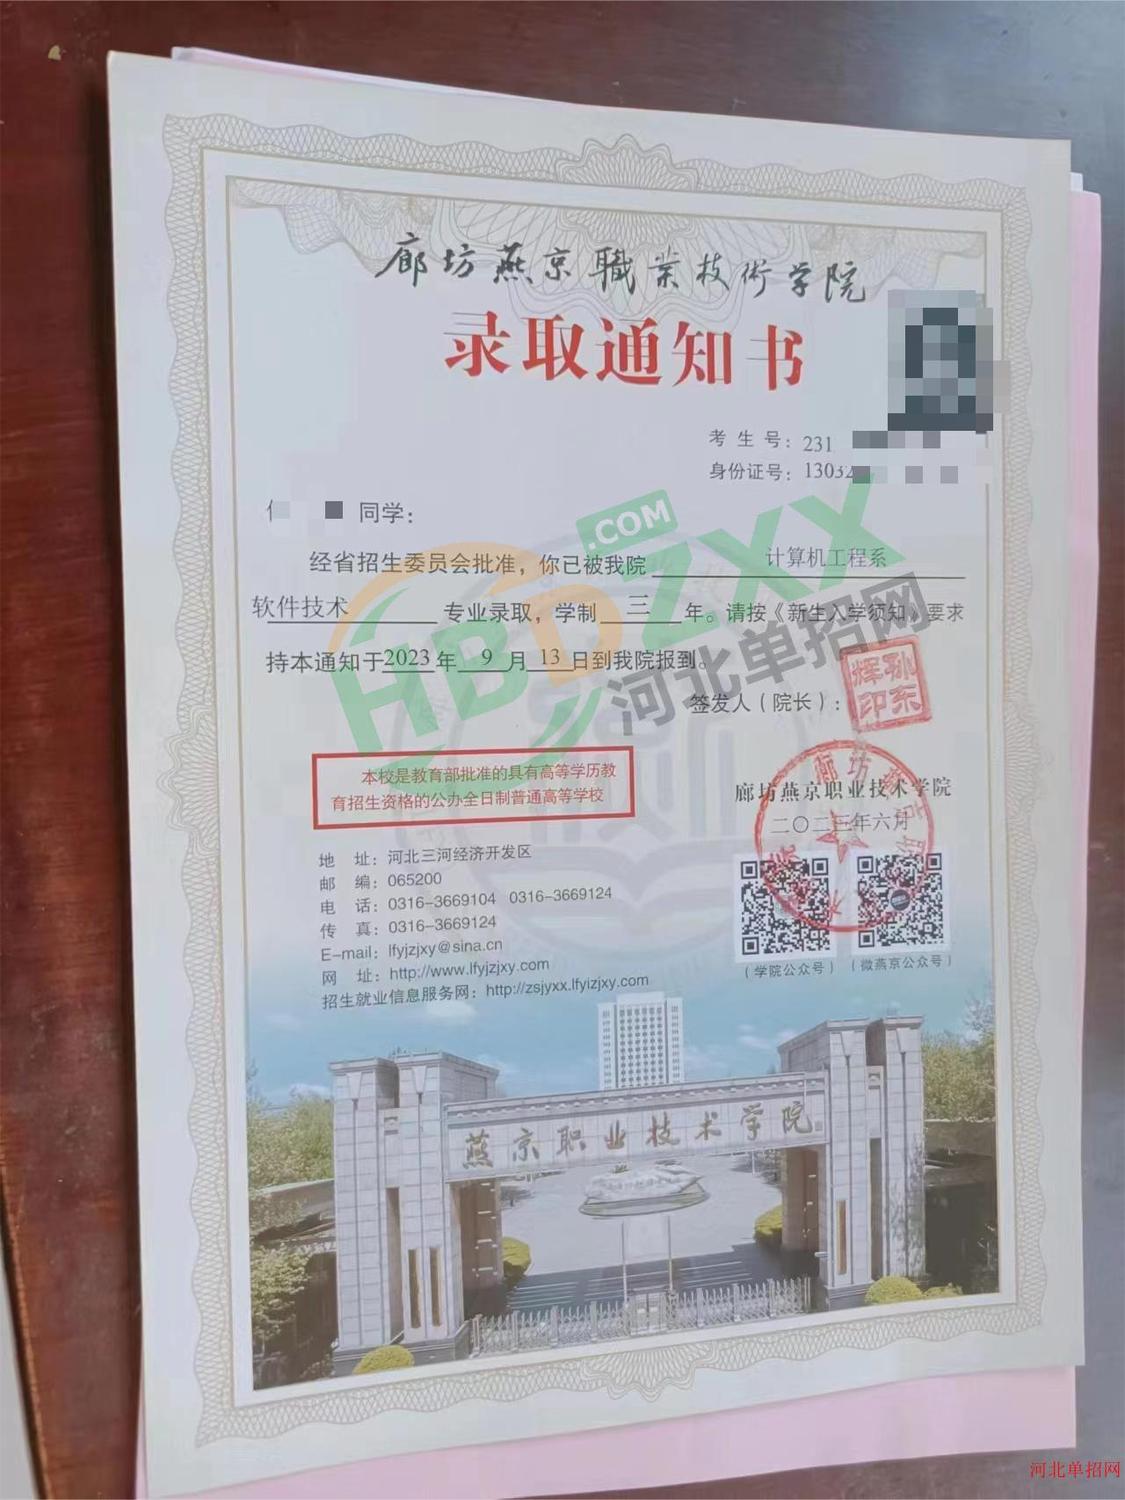 廊坊燕京職業技術学院
录取通知书
考 生 号：231
身份证号：13032
同学：
经省招生委员会批准，你已被我院 计算机工程系
软件技术 专业录取，学制 三 年。请按《新生入学须知》要求
持本通知于2023年 9 月 13 日到我院报到。
签发人（院长）：
孙东辉印
本校是教育部批准的具有高等学历教
育招生资格的公办全日制普通高等学校
廊坊燕京职业技术学院
二〇二三年六月
地 址：河北三河经济开发区
邮 编：065200
电 话：0316-3669104 0316-3669124
传 真：0316-3669124
E-mail：lfyjzjxy@sina.cn
网 址：http://www.lfyjzjxy.com
招生就业信息服务网：http://zsjyxx.lfyjzjxy.com
（学院公众号）（微燕京公众号）
燕京职业技术学院
HBDZXX.COM
河北单招网
河北单招网